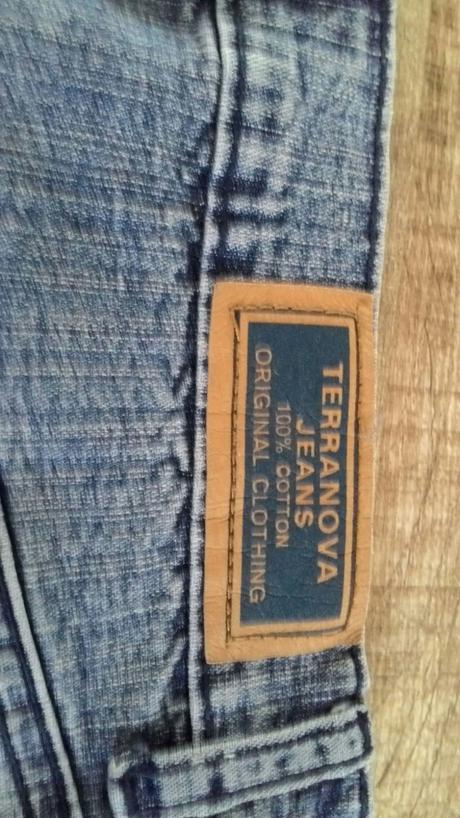 TERRANOVA
JEANS
100% COTTON
ORIGINAL CLOTHING